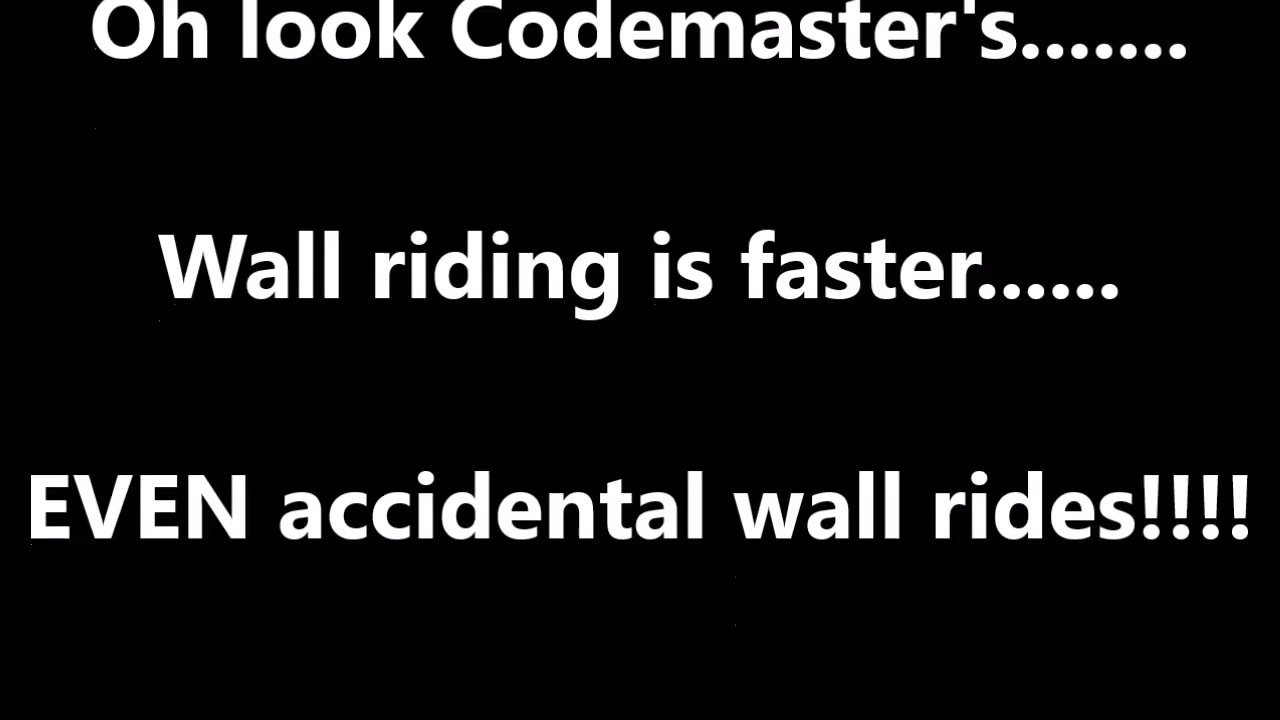 Oh look Codemaster's.......
Wall riding is faster......
EVEN accidental wall rides!!!!